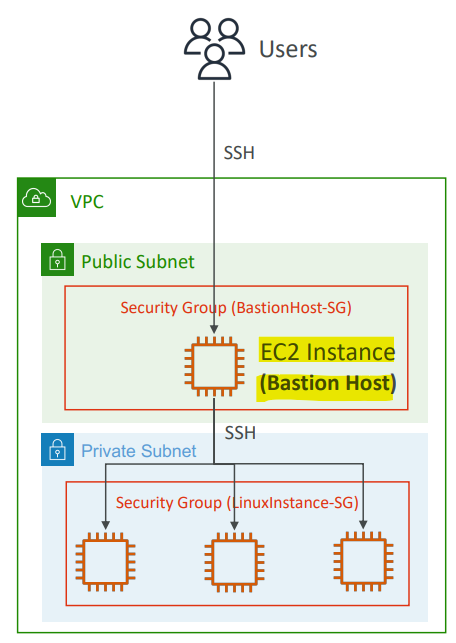 Users
SSH
VPC
Public Subnet
Security Group (BastionHost-SG)
EC2 Instance
(Bastion Host)
SSH
Private Subnet
Security Group (LinuxInstance-SG)